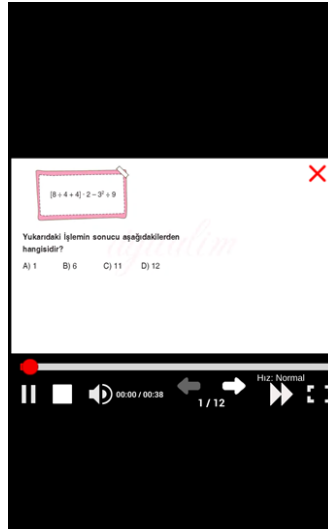 [8 ÷ 4 + 4] · 2 − 3² ÷ 9
Yukarıdaki İşlemin sonucu aşağıdakilerden
hangisidir?
A) 1 B) 6 C) 11 D) 12
Hız: Normal
00:00 / 00:38
1 / 12